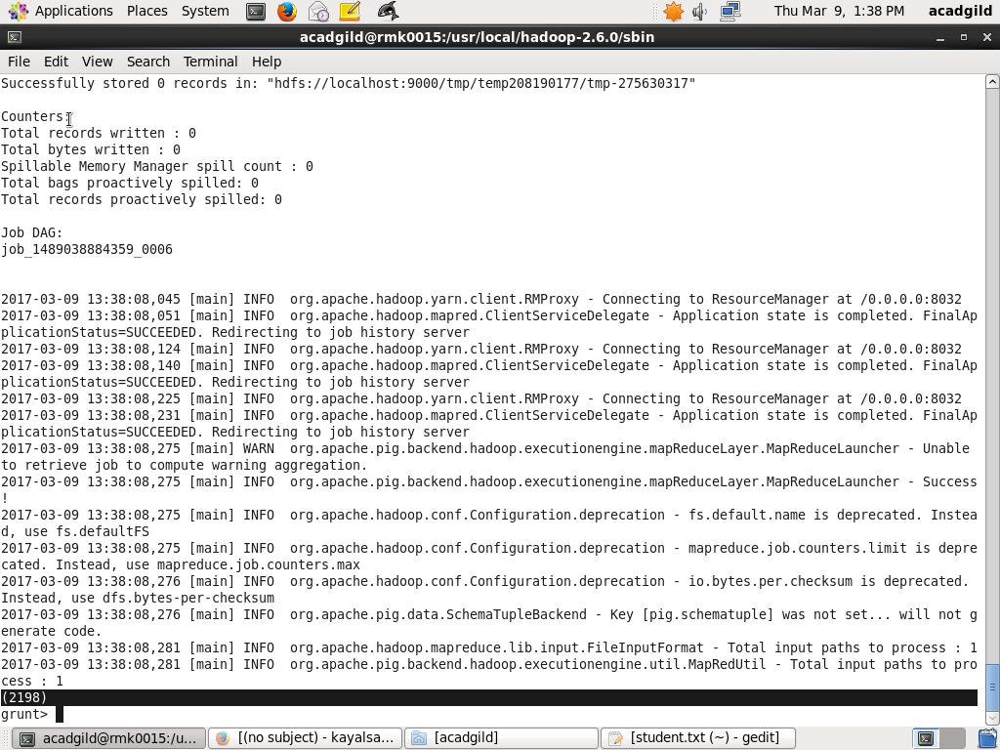 Applications Places System Thu Mar 9, 1:38 PM acadgild
acadgild@rmk0015:/usr/local/hadoop-2.6.0/sbin
File Edit View Search Terminal Help
Successfully stored 0 records in: "hdfs://localhost:9000/tmp/temp208190177/tmp-275630317"
Counters:
Total records written : 0
Total bytes written : 0
Spillable Memory Manager spill count : 0
Total bags proactively spilled: 0
Total records proactively spilled: 0
Job DAG:
job_1489038884359_0006
2017-03-09 13:38:08,045 [main] INFO  org.apache.hadoop.yarn.client.RMProxy - Connecting to ResourceManager at /0.0.0.0:8032
2017-03-09 13:38:08,051 [main] INFO  org.apache.hadoop.mapred.ClientServiceDelegate - Application state is completed. FinalAp
plicationStatus=SUCCEEDED. Redirecting to job history server
2017-03-09 13:38:08,124 [main] INFO  org.apache.hadoop.yarn.client.RMProxy - Connecting to ResourceManager at /0.0.0.0:8032
2017-03-09 13:38:08,140 [main] INFO  org.apache.hadoop.mapred.ClientServiceDelegate - Application state is completed. FinalAp
plicationStatus=SUCCEEDED. Redirecting to job history server
2017-03-09 13:38:08,225 [main] INFO  org.apache.hadoop.yarn.client.RMProxy - Connecting to ResourceManager at /0.0.0.0:8032
2017-03-09 13:38:08,231 [main] INFO  org.apache.hadoop.mapred.ClientServiceDelegate - Application state is completed. FinalAp
plicationStatus=SUCCEEDED. Redirecting to job history server
2017-03-09 13:38:08,275 [main] WARN  org.apache.pig.backend.hadoop.executionengine.mapReduceLayer.MapReduceLauncher - Unable
to retrieve job to compute warning aggregation.
2017-03-09 13:38:08,275 [main] INFO  org.apache.pig.backend.hadoop.executionengine.mapReduceLayer.MapReduceLauncher - Success
!
2017-03-09 13:38:08,275 [main] INFO  org.apache.hadoop.conf.Configuration.deprecation - fs.default.name is deprecated. Instea
d, use fs.defaultFS
2017-03-09 13:38:08,275 [main] INFO  org.apache.hadoop.conf.Configuration.deprecation - mapreduce.job.counters.limit is depre
cated. Instead, use mapreduce.job.counters.max
2017-03-09 13:38:08,276 [main] INFO  org.apache.hadoop.conf.Configuration.deprecation - io.bytes.per.checksum is deprecated.
Instead, use dfs.bytes-per-checksum
2017-03-09 13:38:08,276 [main] INFO  org.apache.pig.data.SchemaTupleBackend - Key [pig.schematuple] was not set... will not g
enerate code.
2017-03-09 13:38:08,281 [main] INFO  org.apache.hadoop.mapreduce.lib.input.FileInputFormat - Total input paths to process : 1
2017-03-09 13:38:08,281 [main] INFO  org.apache.pig.backend.hadoop.executionengine.util.MapRedUtil - Total input paths to pro
cess : 1
(2198)
grunt>
acadgild@rmk0015:/u... [(no subject) - kayalsa... [acadgild] [student.txt (~) - gedit]